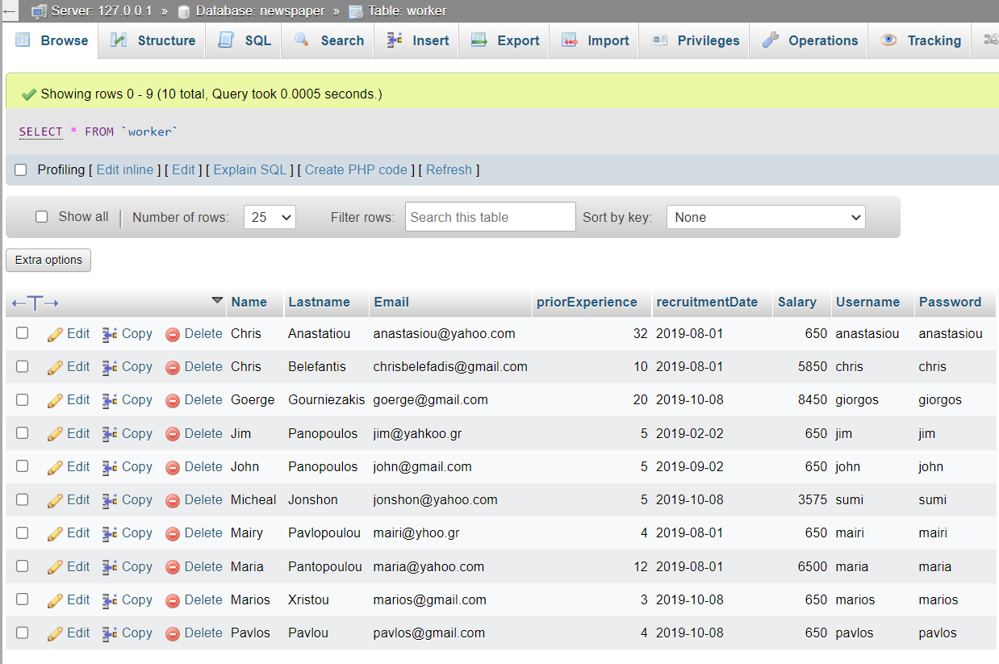 Server: 127.0.0.1 » Database: newspaper » Table: worker
Browse Structure SQL Search Insert Export Import Privileges Operations Tracking
Showing rows 0 - 9 (10 total, Query took 0.0005 seconds.)
SELECT * FROM `worker`
Profiling [ Edit inline ] [ Edit ] [ Explain SQL ] [ Create PHP code ] [ Refresh ]
Show all | Number of rows: 25 Filter rows: Search this table Sort by key: None
Extra options
←T→ Name Lastname Email priorExperience recruitmentDate Salary Username Password
Edit Copy Delete Chris Anastatiou anastasiou@yahoo.com 32 2019-08-01 650 anastasiou anastasiou
Edit Copy Delete Chris Belefantis chrisbelefadis@gmail.com 10 2019-08-01 5850 chris chris
Edit Copy Delete Goerge Gourniezakis goerge@gmail.com 20 2019-10-08 8450 giorgos giorgos
Edit Copy Delete Jim Panopoulos jim@yahkoo.gr 5 2019-02-02 650 jim jim
Edit Copy Delete John Panopoulos john@gmail.com 5 2019-09-02 650 john john
Edit Copy Delete Micheal Jonshon jonshon@yahoo.com 5 2019-10-08 3575 sumi sumi
Edit Copy Delete Mairy Pavlopoulou mairi@yhoo.gr 4 2019-08-01 650 mairi mairi
Edit Copy Delete Maria Pantopoulou maria@yahoo.com 12 2019-08-01 6500 maria maria
Edit Copy Delete Marios Xristou marios@gmail.com 3 2019-10-08 650 marios marios
Edit Copy Delete Pavlos Pavlou pavlos@gmail.com 4 2019-10-08 650 pavlos pavlos